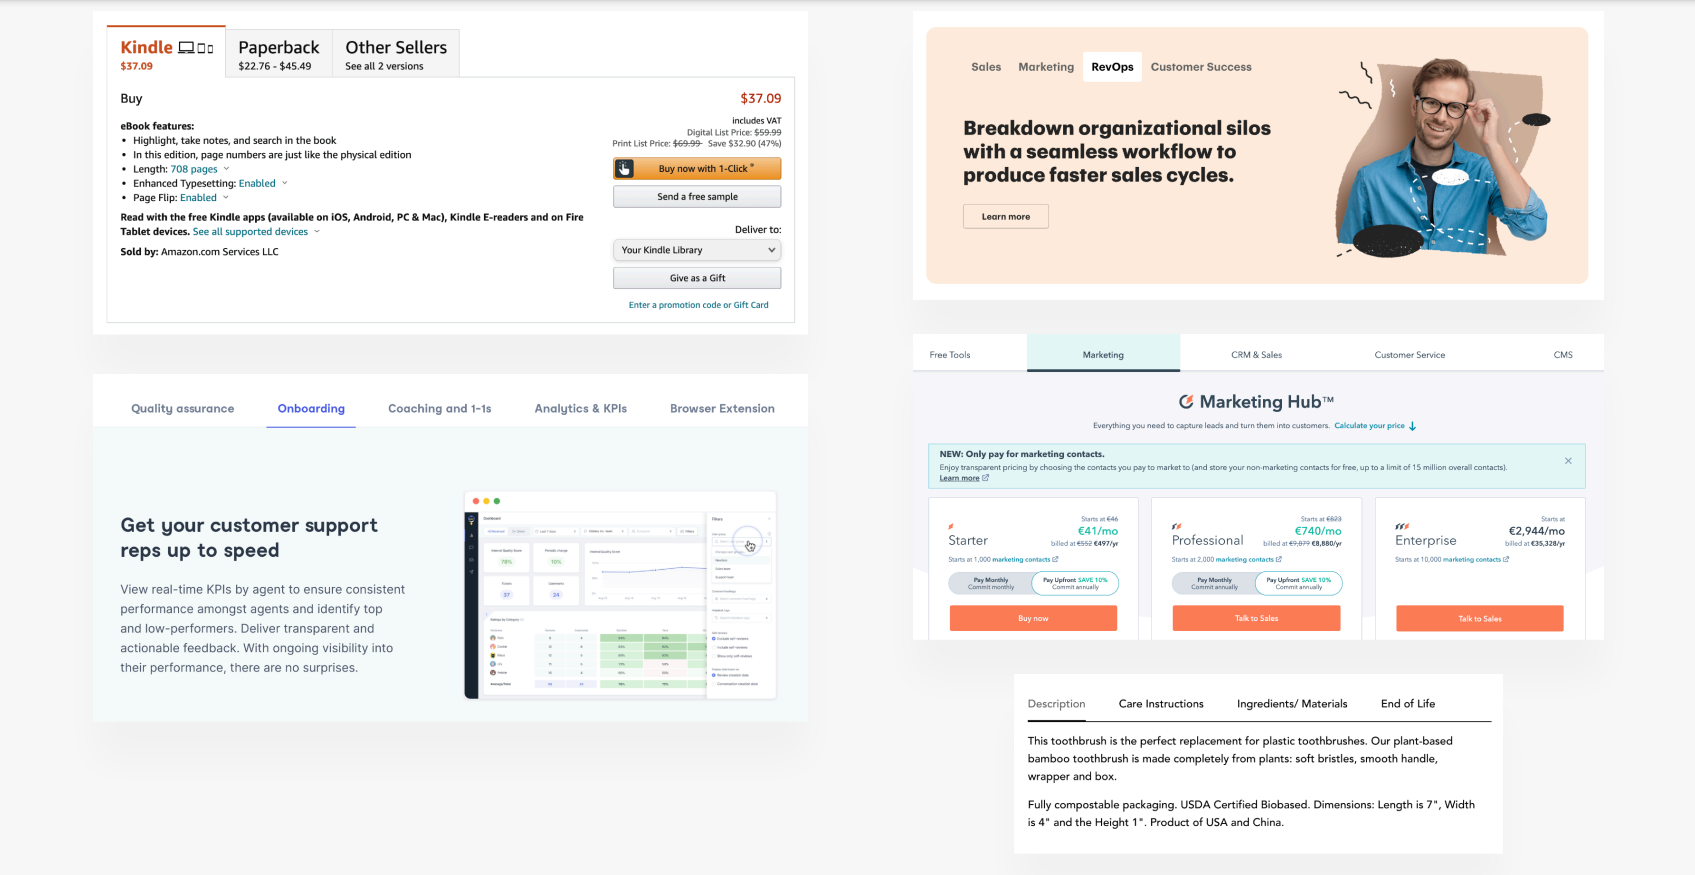 Kindle
$37.09
Paperback
$22.76 - $45.49
Other Sellers
See all 2 versions
Buy
$37.09
includes VAT
Digital List Price: $59.99
Print List Price: $69.99 Save $32.90 (47%)
eBook features:
• Highlight, take notes, and search in the book
• In this edition, page numbers are just like the physical edition
• Length: 708 pages
• Enhanced Typesetting: Enabled
• Page Flip: Enabled
Read with the free Kindle apps (available on iOS, Android, PC & Mac), Kindle E-readers and on Fire
Tablet devices. See all supported devices
Sold by: Amazon.com Services LLC
Buy now with 1-Click ®
Send a free sample
Deliver to:
Your Kindle Library
Give as a Gift
Enter a promotion code or Gift Card
Sales Marketing RevOps Customer Success
Breakdown organizational silos
with a seamless workflow to
produce faster sales cycles.
Learn more
Quality assurance Onboarding Coaching and 1-1s Analytics & KPIs Browser Extension
Get your customer support
reps up to speed
View real-time KPIs by agent to ensure consistent
performance amongst agents and identify top
and low-performers. Deliver transparent and
actionable feedback. With ongoing visibility into
their performance, there are no surprises.
Dashboard
Filters
Internal Quality Score
78%
37
24
Free Tools Marketing CRM & Sales Customer Service CMS
Marketing Hub™
Everything you need to capture leads and turn them into customers. Calculate your price
NEW: Only pay for marketing contacts.
Enjoy transparent pricing by choosing the contacts you pay to market to (and store your non-marketing contacts for free, up to a limit of 15 million overall contacts).
Learn more
Starter
Starts at €46
€41/mo
billed at €552 €497/yr
Starts at 1,000 marketing contacts
Pay Monthly
Commit monthly
Pay Upfront SAVE 10%
Commit annually
Buy now
Professional
Starts at €823
€740/mo
billed at €9,879 €8,880/yr
Starts at 2,000 marketing contacts
Pay Monthly
Commit annually
Pay Upfront SAVE 10%
Commit annually
Talk to Sales
Enterprise
Starts at
€2,944/mo
billed at €35,328/yr
Starts at 10,000 marketing contacts
Talk to Sales
Description Care Instructions Ingredients/ Materials End of Life
This toothbrush is the perfect replacement for plastic toothbrushes. Our plant-based
bamboo toothbrush is made completely from plants: soft bristles, smooth handle,
wrapper and box.
Fully compostable packaging. USDA Certified Biobased. Dimensions: Length is 7", Width
is 4" and the Height 1". Product of USA and China.